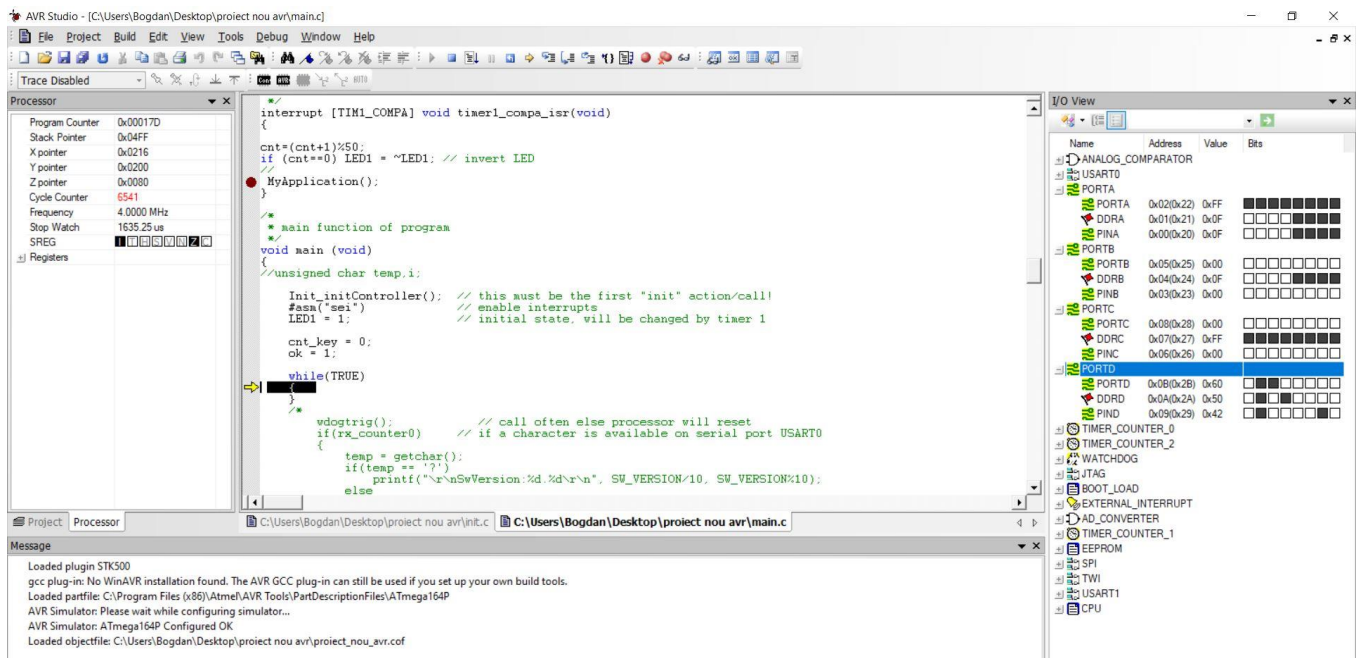 AVR Studio - [C:\Users\Bogdan\Desktop\proiect nou avr\main.c]
File Project Build Edit View Tools Debug Window Help
Trace Disabled
Processor
Program Counter 0x00017D
Stack Pointer 0x04FF
X pointer 0x0216
Y pointer 0x0200
Z pointer 0x0080
Cycle Counter 6541
Frequency 4.0000 MHz
Stop Watch 1635.25 us
SREG I T H S V N Z C
Registers
Project Processor
*/
interrupt [TIM1_COMPA] void timer1_compa_isr(void)
{
cnt=(cnt+1)%50;
if (cnt==0) LED1 = ~LED1; // invert LED
//
MyApplication();
}
/*
* main function of program
*/
void main (void)
{
//unsigned char temp,i;
Init_initController(); // this must be the first "init" action/call!
#asm("sei") // enable interrupts
LED1 = 1; // initial state, will be changed by timer 1
cnt_key = 0;
ok = 1;
while(TRUE)
{
}
/*
wdogtrig(); // call often else processor will reset
if(rx_counter0) // if a character is available on serial port USART0
{
temp = getchar();
if(temp == '?')
printf("\r\nSwVersion:%d.%d\r\n", SW_VERSION/10, SW_VERSION%10);
else
C:\Users\Bogdan\Desktop\proiect nou avr\init.c C:\Users\Bogdan\Desktop\proiect nou avr\main.c
I/O View
Name Address Value Bits
ANALOG_COMPARATOR
USART0
PORTA
PORTA 0x02(0x22) 0xFF
DDRA 0x01(0x21) 0x0F
PINA 0x00(0x20) 0x0F
PORTB
PORTB 0x05(0x25) 0x00
DDRB 0x04(0x24) 0x0F
PINB 0x03(0x23) 0x00
PORTC
PORTC 0x08(0x28) 0x00
DDRC 0x07(0x27) 0xFF
PINC 0x06(0x26) 0x00
PORTD
PORTD 0x0B(0x2B) 0x60
DDRD 0x0A(0x2A) 0x50
PIND 0x09(0x29) 0x42
TIMER_COUNTER_0
TIMER_COUNTER_2
WATCHDOG
JTAG
BOOT_LOAD
EXTERNAL_INTERRUPT
AD_CONVERTER
TIMER_COUNTER_1
EEPROM
SPI
TWI
USART1
CPU
Message
Loaded plugin STK500
gcc plug-in: No WinAVR installation found. The AVR GCC plug-in can still be used if you set up your own build tools.
Loaded partfile: C:\Program Files (x86)\Atmel\AVR Tools\PartDescriptionFiles\ATmega164P
AVR Simulator: Please wait while configuring simulator...
AVR Simulator: ATmega164P Configured OK
Loaded objectfile: C:\Users\Bogdan\Desktop\proiect nou avr\proiect_nou_avr.cof